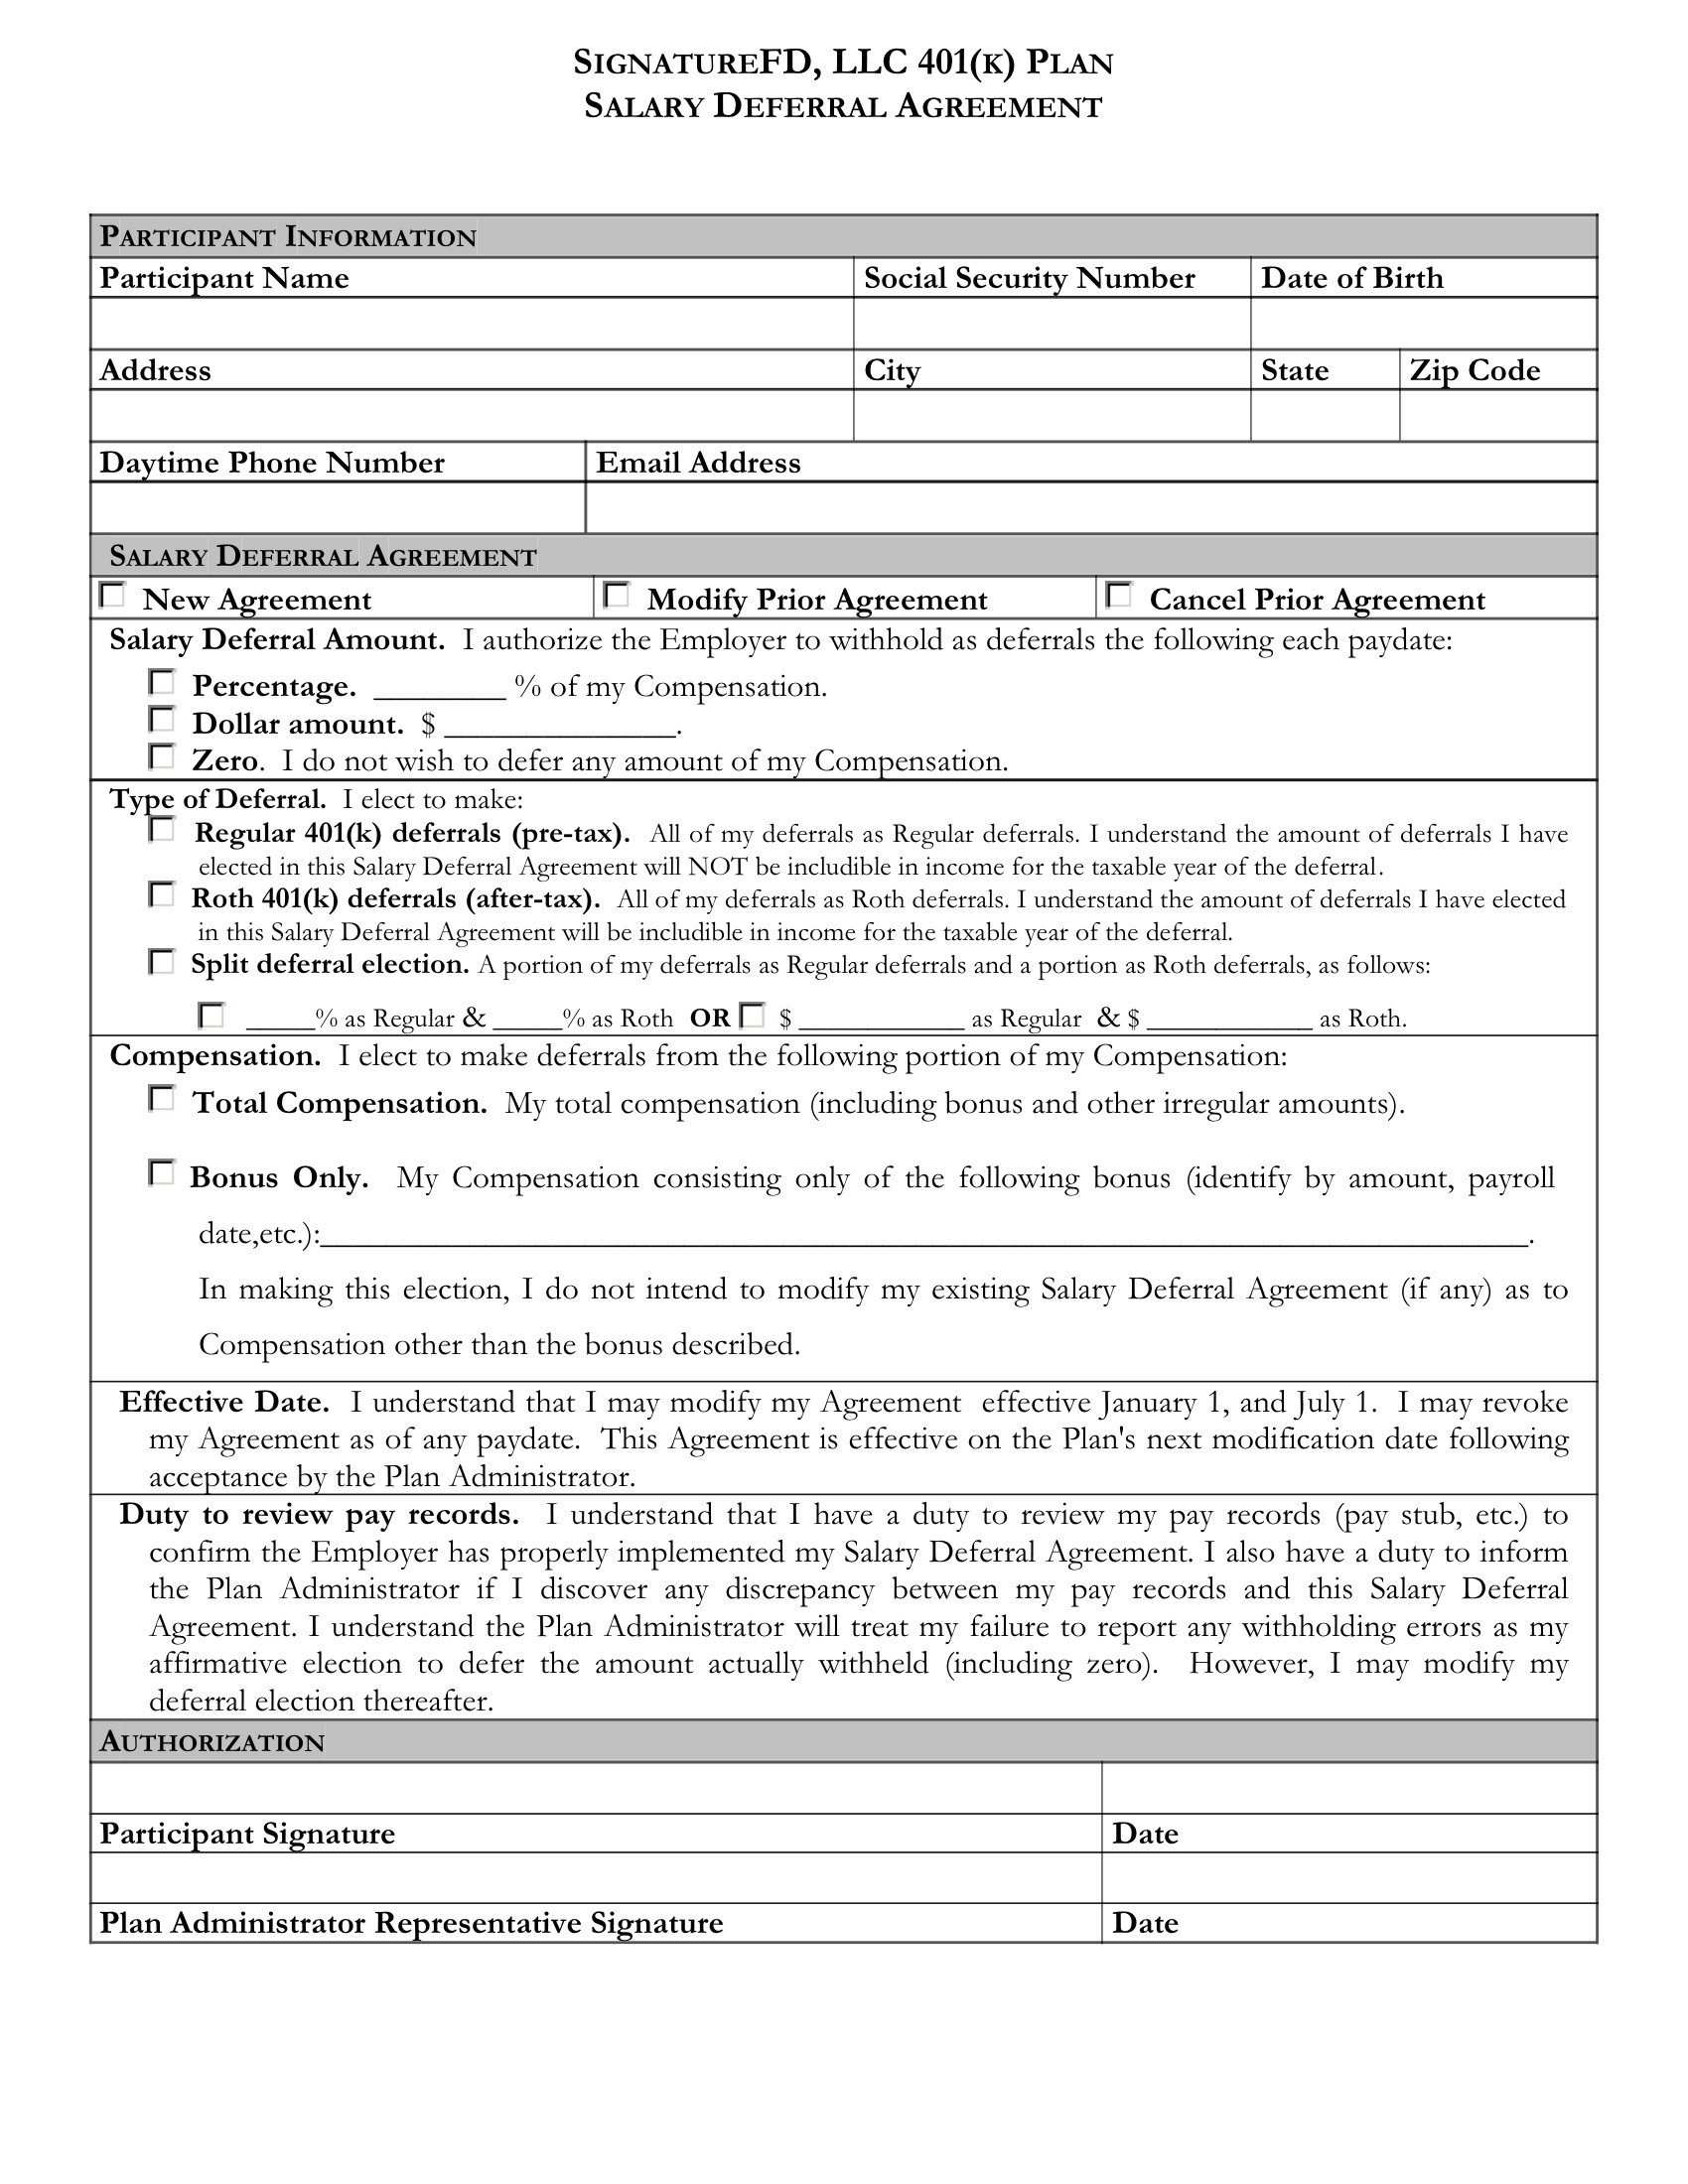 SIGNATUREFD, LLC 401(K) PLAN
SALARY DEFERRAL AGREEMENT
PARTICIPANT INFORMATION
Participant Name Social Security Number Date of Birth
Address City State Zip Code
Daytime Phone Number Email Address
SALARY DEFERRAL AGREEMENT
New Agreement Modify Prior Agreement Cancel Prior Agreement
Salary Deferral Amount. I authorize the Employer to withhold as deferrals the following each paydate:
Percentage. ________ % of my Compensation.
Dollar amount. $ ______________.
Zero. I do not wish to defer any amount of my Compensation.
Type of Deferral. I elect to make:
Regular 401(k) deferrals (pre-tax). All of my deferrals as Regular deferrals. I understand the amount of deferrals I have
elected in this Salary Deferral Agreement will NOT be includible in income for the taxable year of the deferral.
Roth 401(k) deferrals (after-tax). All of my deferrals as Roth deferrals. I understand the amount of deferrals I have elected
in this Salary Deferral Agreement will be includible in income for the taxable year of the deferral.
Split deferral election. A portion of my deferrals as Regular deferrals and a portion as Roth deferrals, as follows:
_____% as Regular & _____% as Roth OR $ ____________ as Regular & $ ____________ as Roth.
Compensation. I elect to make deferrals from the following portion of my Compensation:
Total Compensation. My total compensation (including bonus and other irregular amounts).
Bonus Only. My Compensation consisting only of the following bonus (identify by amount, payroll
date,etc.):_________________________________________________________________________.
In making this election, I do not intend to modify my existing Salary Deferral Agreement (if any) as to
Compensation other than the bonus described.
Effective Date. I understand that I may modify my Agreement effective January 1, and July 1. I may revoke
my Agreement as of any paydate. This Agreement is effective on the Plan's next modification date following
acceptance by the Plan Administrator.
Duty to review pay records. I understand that I have a duty to review my pay records (pay stub, etc.) to
confirm the Employer has properly implemented my Salary Deferral Agreement. I also have a duty to inform
the Plan Administrator if I discover any discrepancy between my pay records and this Salary Deferral
Agreement. I understand the Plan Administrator will treat my failure to report any withholding errors as my
affirmative election to defer the amount actually withheld (including zero). However, I may modify my
deferral election thereafter.
AUTHORIZATION
Participant Signature Date
Plan Administrator Representative Signature Date